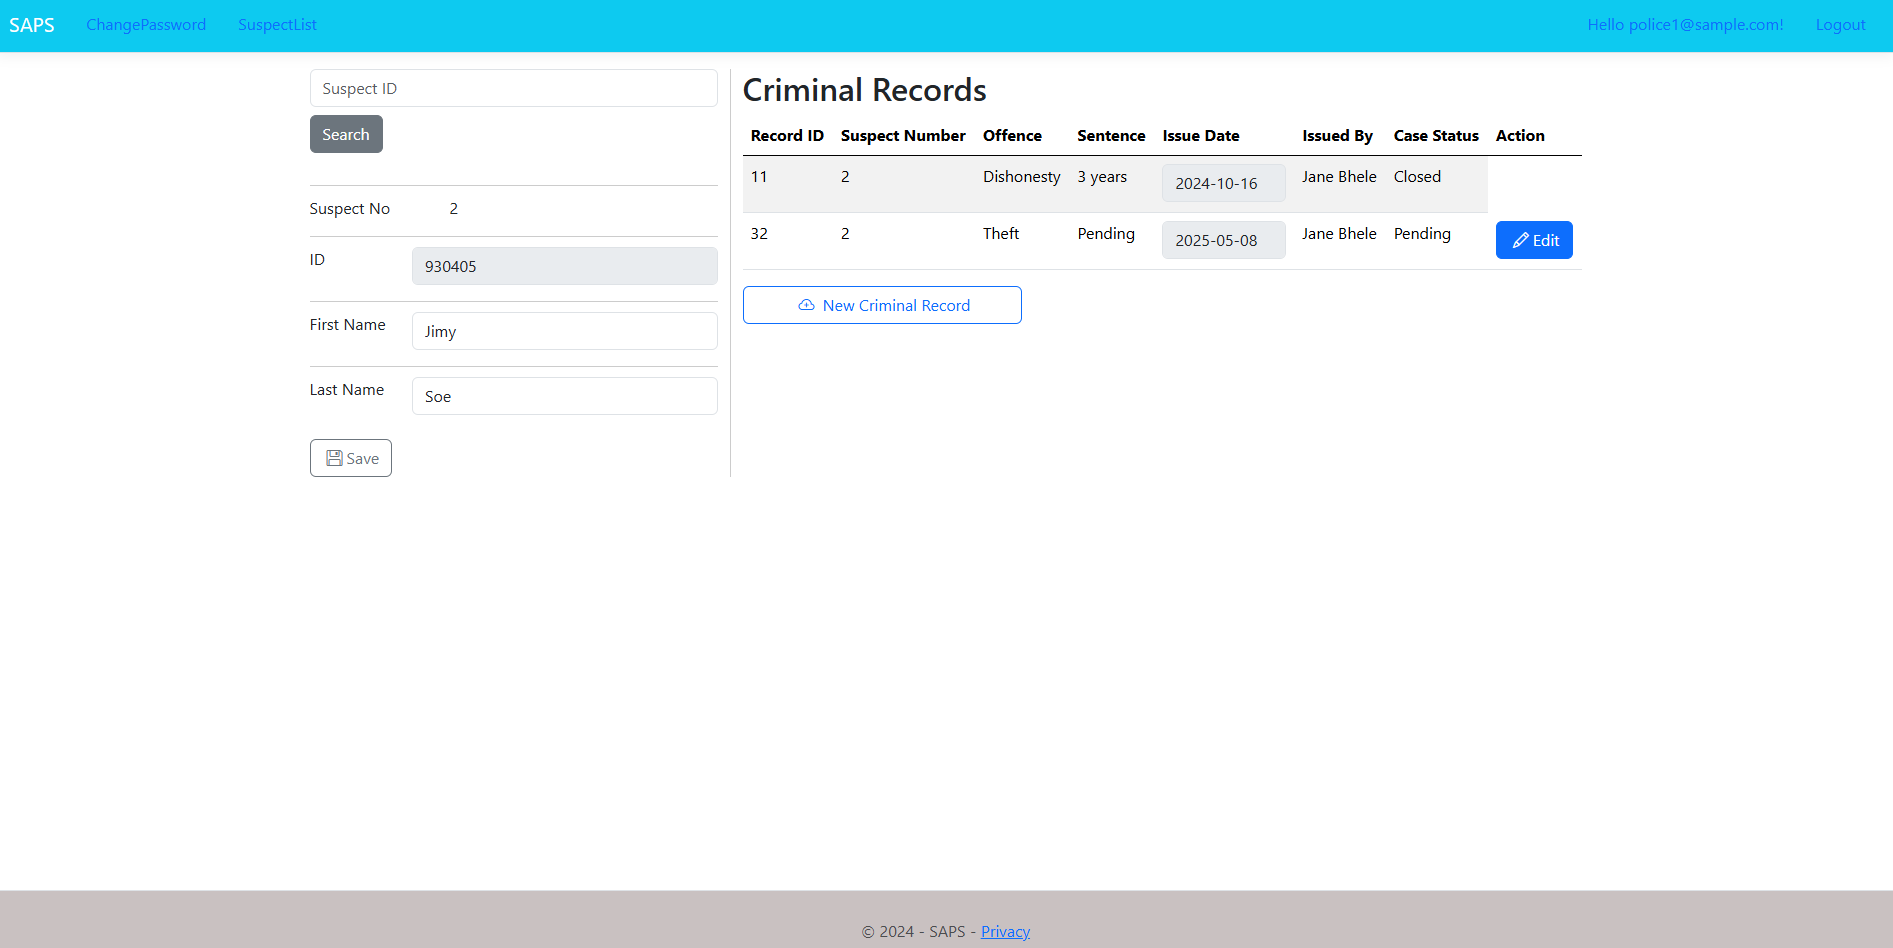 SAPS ChangePassword SuspectList Hello police1@sample.com! Logout
Suspect ID
Search
Suspect No 2
ID 930405
First Name Jimy
Last Name Soe
Save
Criminal Records
Record ID Suspect Number Offence Sentence Issue Date Issued By Case Status Action
11 2 Dishonesty 3 years 2024-10-16 Jane Bhele Closed
32 2 Theft Pending 2025-05-08 Jane Bhele Pending Edit
New Criminal Record
© 2024 - SAPS - Privacy